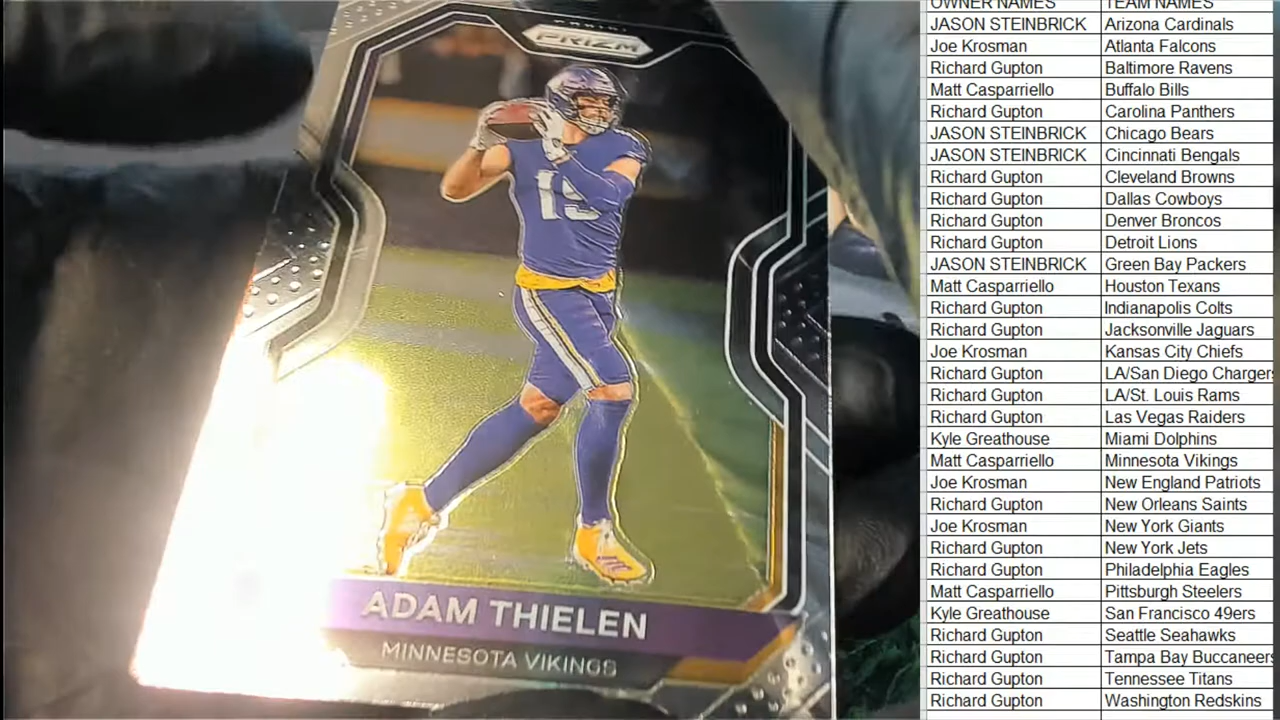 PANINI
PRIZM
15
ADAM THIELEN
MINNESOTA VIKINGS
OWNER NAMES TEAM NAMES
JASON STEINBRICK Arizona Cardinals
Joe Krosman Atlanta Falcons
Richard Gupton Baltimore Ravens
Matt Casparriello Buffalo Bills
Richard Gupton Carolina Panthers
JASON STEINBRICK Chicago Bears
JASON STEINBRICK Cincinnati Bengals
Richard Gupton Cleveland Browns
Richard Gupton Dallas Cowboys
Richard Gupton Denver Broncos
Richard Gupton Detroit Lions
JASON STEINBRICK Green Bay Packers
Matt Casparriello Houston Texans
Richard Gupton Indianapolis Colts
Richard Gupton Jacksonville Jaguars
Joe Krosman Kansas City Chiefs
Richard Gupton LA/San Diego Chargers
Richard Gupton LA/St. Louis Rams
Richard Gupton Las Vegas Raiders
Kyle Greathouse Miami Dolphins
Matt Casparriello Minnesota Vikings
Joe Krosman New England Patriots
Richard Gupton New Orleans Saints
Joe Krosman New York Giants
Richard Gupton New York Jets
Richard Gupton Philadelphia Eagles
Matt Casparriello Pittsburgh Steelers
Kyle Greathouse San Francisco 49ers
Richard Gupton Seattle Seahawks
Richard Gupton Tampa Bay Buccaneers
Richard Gupton Tennessee Titans
Richard Gupton Washington Redskins